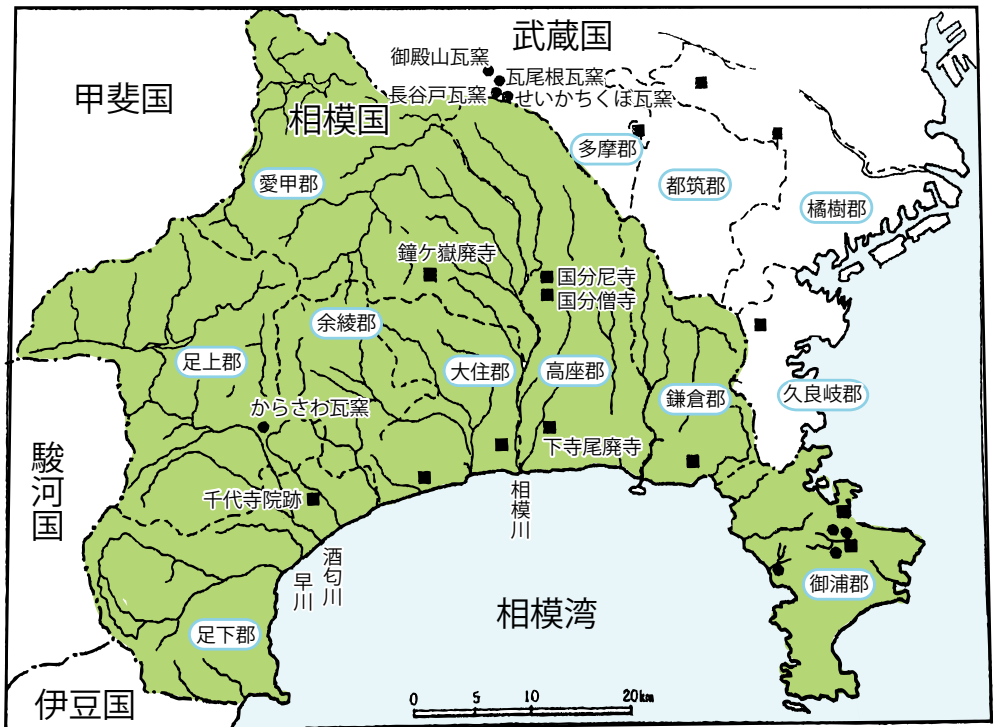 武蔵国
御殿山瓦窯
瓦尾根瓦窯
長谷戸瓦窯
せいかちくぼ瓦窯
甲斐国
相模国
多摩郡
愛甲郡
都筑郡
橘樹郡
鐘ケ嶽廃寺
国分尼寺
国分僧寺
余綾郡
足上郡
大住郡
高座郡
鎌倉郡
久良岐郡
からさわ瓦窯
下寺尾廃寺
駿河国
千代寺院跡
相模川
酒匂川
早川
御浦郡
相模湾
足下郡
伊豆国
0 5 10 20km